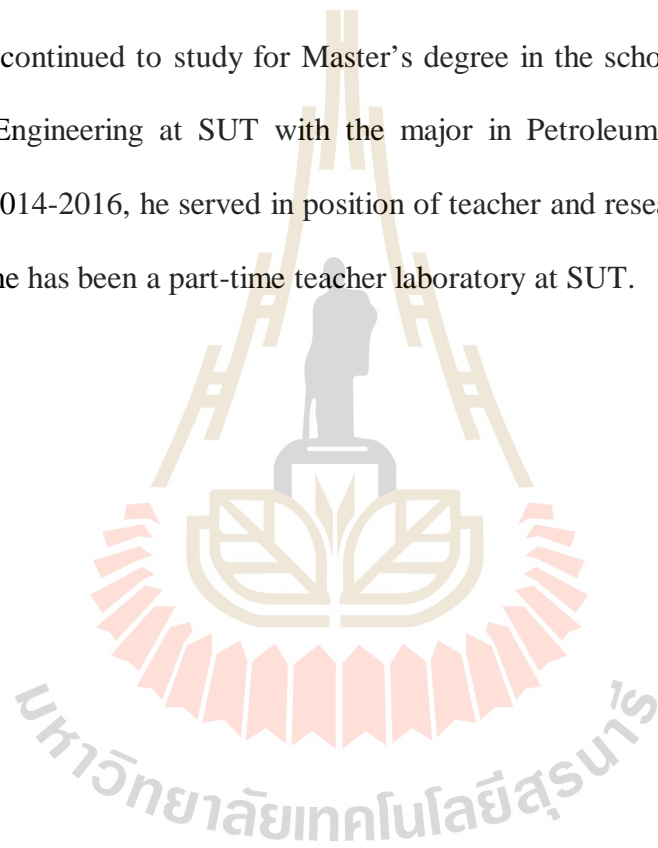 continued to study for Master’s degree in the scho
Engineering at SUT with the major in Petroleum
014-2016, he served in position of teacher and resea
he has been a part-time teacher laboratory at SUT.
มหาวิทยาลัยเทคโนโลยีสุรนารี